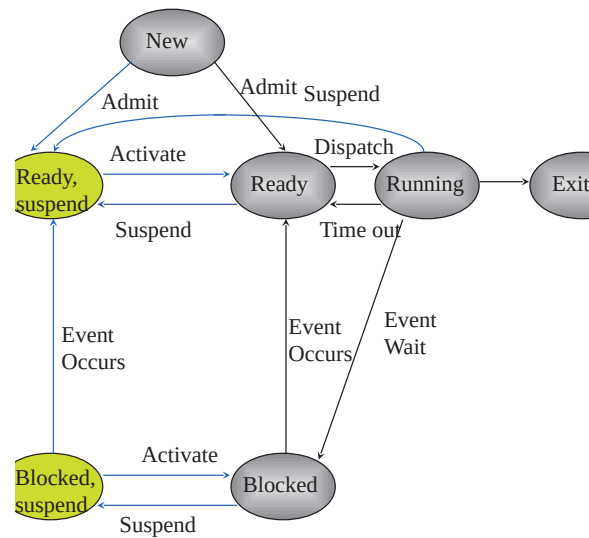 New
Admit
Admit
Suspend
Activate
Dispatch
Ready,
suspend
Ready
Running
Exit
Suspend
Time out
Event
Occurs
Event
Occurs
Event
Wait
Activate
Blocked,
suspend
Blocked
Suspend